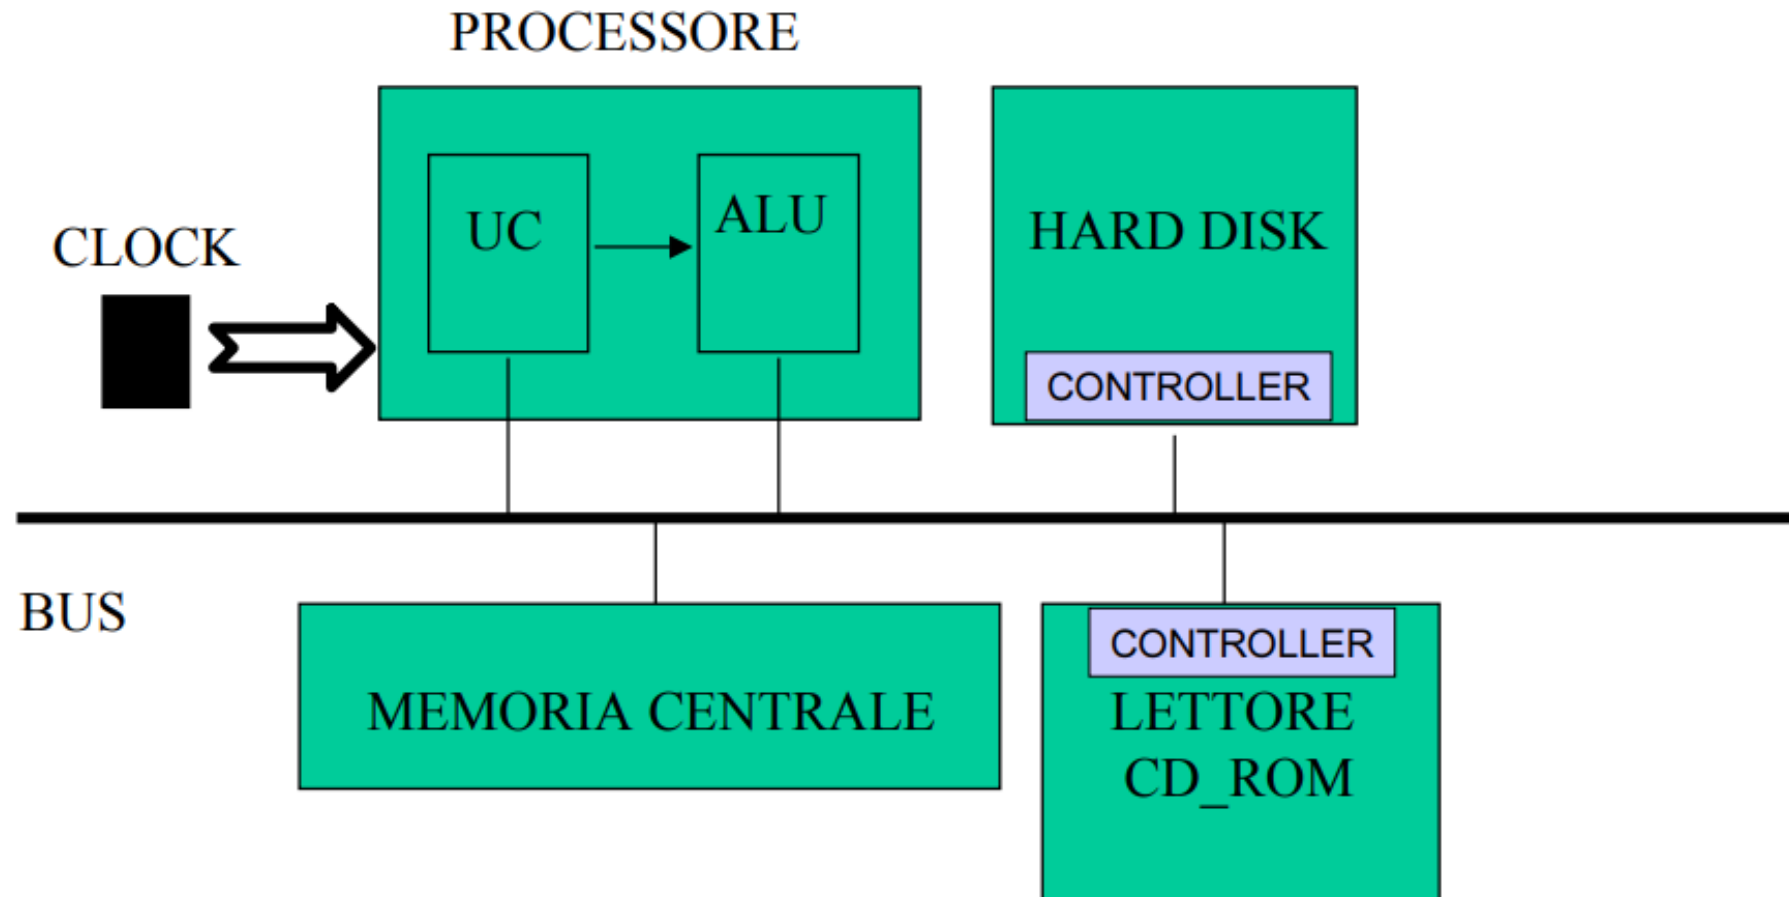 PROCESSORE
UC
ALU
HARD DISK
CLOCK
CONTROLLER
BUS
CONTROLLER
MEMORIA CENTRALE
LETTORE
CD_ROM